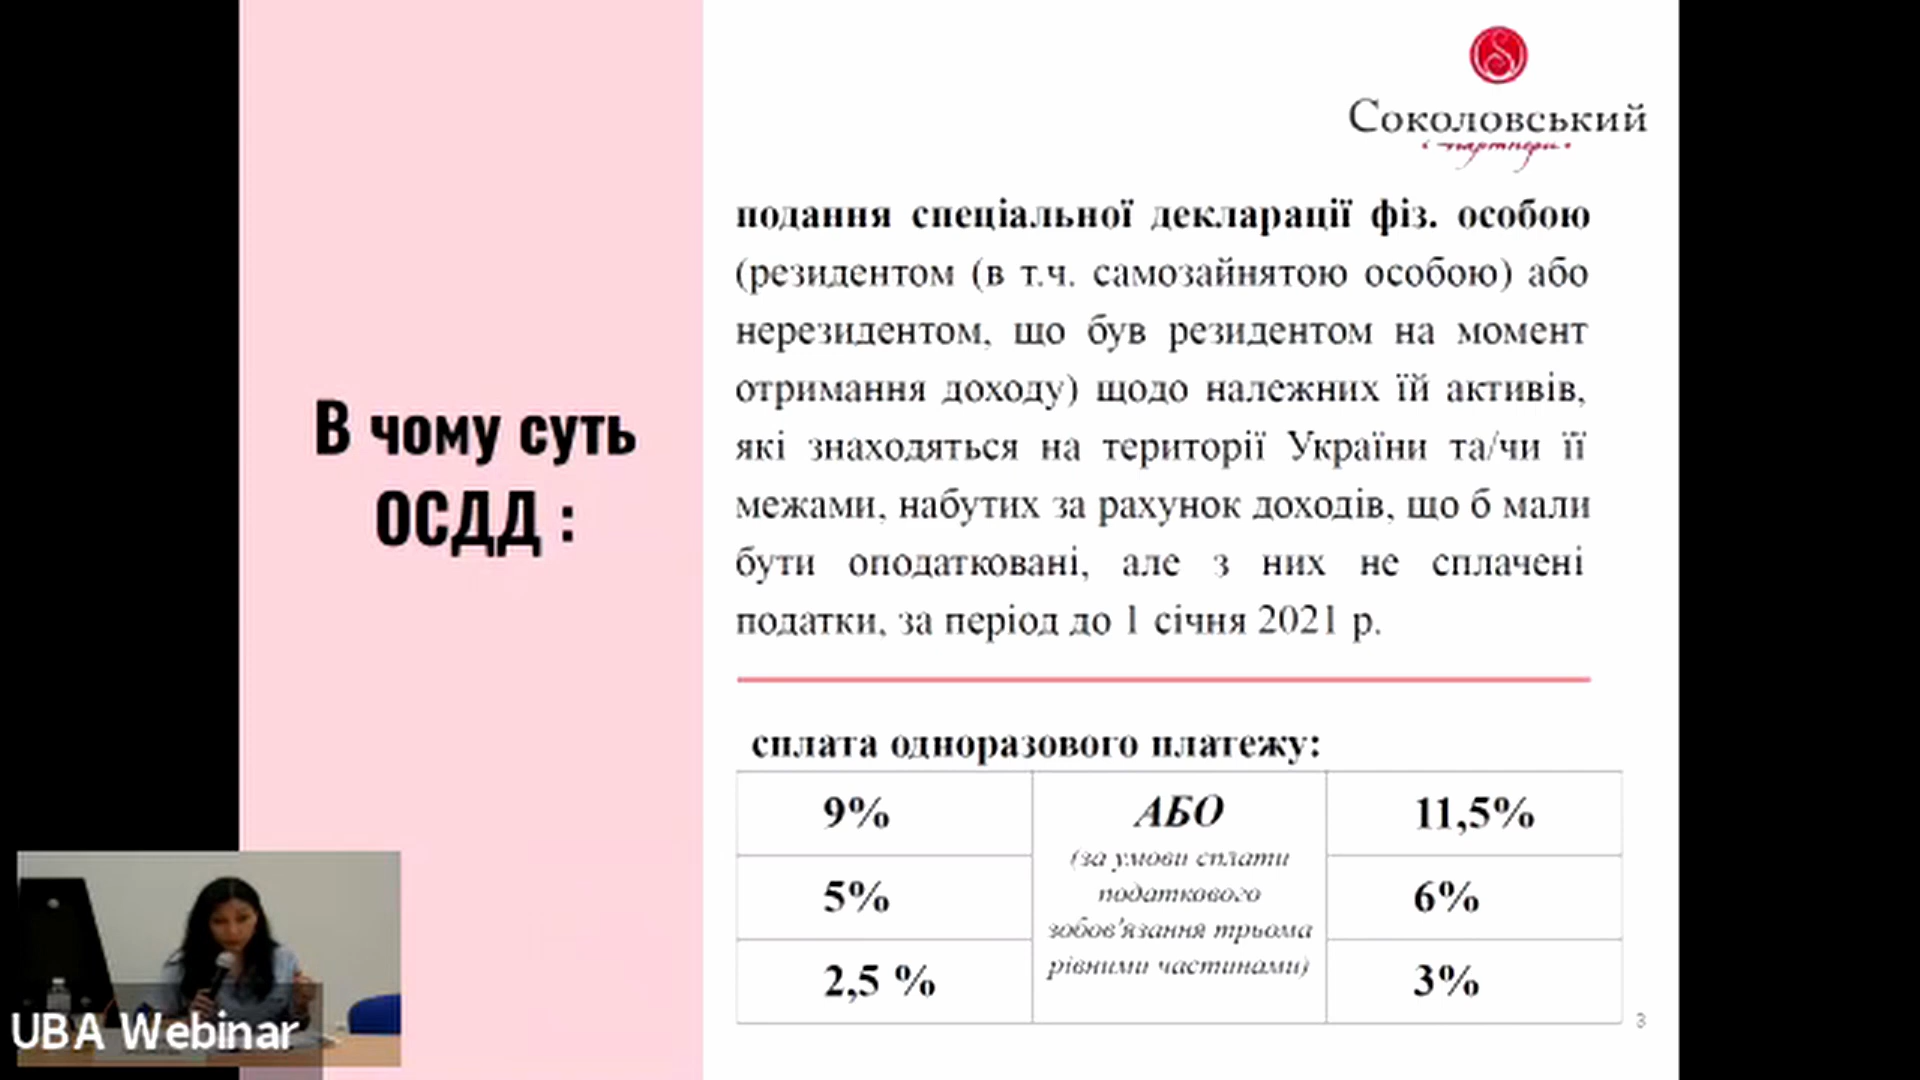 Соколовський
і партнери
В чому суть
ОСДД :
подання спеціальної декларації фіз. особою
(резидентом (в т.ч. самозайнятою особою) або
нерезидентом, що був резидентом на момент
отримання доходу) щодо належних їй активів,
які знаходяться на території України та/чи її
межами, набутих за рахунок доходів, що б мали
бути оподатковані, але з них не сплачені
податки, за період до 1 січня 2021 р.
сплата одноразового платежу:
9%
АБО
11,5%
(за умови сплати
податкового
зобов'язання трьома
рівними частинами)
5%
6%
2,5 %
3%
3
UBA Webinar